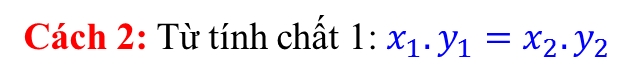 Cách 2: Từ tính chất 1: x₁.y₁ = x₂.y₂